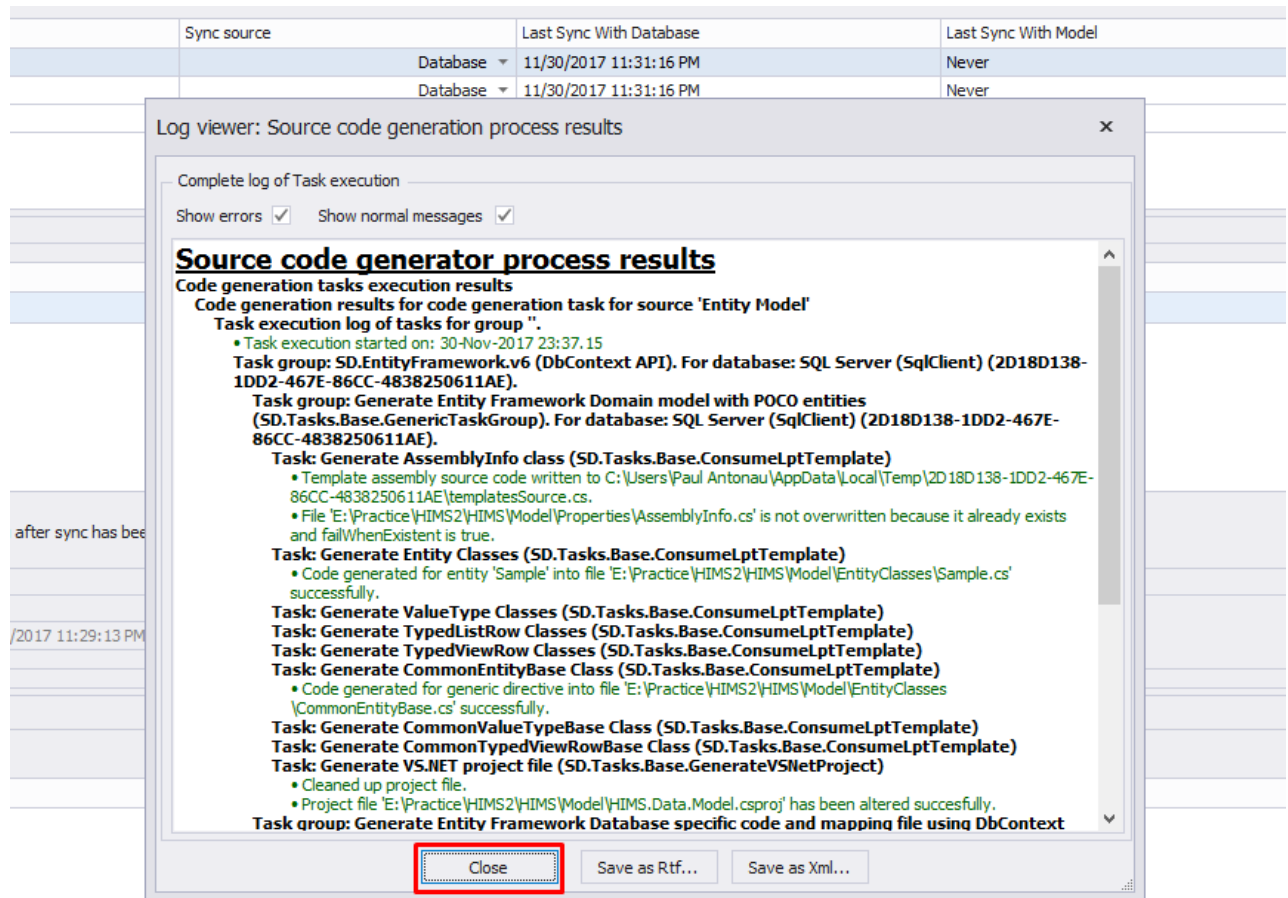 Sync source Last Sync With Database Last Sync With Model
Database 11/30/2017 11:31:16 PM Never
Database 11/30/2017 11:31:16 PM Never
Log viewer: Source code generation process results
Complete log of Task execution
Show errors Show normal messages
Source code generator process results
Code generation tasks execution results
Code generation results for code generation task for source 'Entity Model'
Task execution log of tasks for group ''.
• Task execution started on: 30-Nov-2017 23:37.15
Task group: SD.EntityFramework.v6 (DbContext API). For database: SQL Server (SqlClient) (2D18D138-
1DD2-467E-86CC-4838250611AE).
Task group: Generate Entity Framework Domain model with POCO entities
(SD.Tasks.Base.GenericTaskGroup). For database: SQL Server (SqlClient) (2D18D138-1DD2-467E-
86CC-4838250611AE).
Task: Generate AssemblyInfo class (SD.Tasks.Base.ConsumeLptTemplate)
• Template assembly source code written to C:\Users\Paul Antonau\AppData\Local\Temp\2D18D138-1DD2-467E-
86CC-4838250611AE\templatesSource.cs.
• File 'E:\Practice\HIMS2\HIMS\Model\Properties\AssemblyInfo.cs' is not overwritten because it already exists
and failWhenExistent is true.
after sync has bee
Task: Generate Entity Classes (SD.Tasks.Base.ConsumeLptTemplate)
• Code generated for entity 'Sample' into file 'E:\Practice\HIMS2\HIMS\Model\EntityClasses\Sample.cs'
successfully.
Task: Generate ValueType Classes (SD.Tasks.Base.ConsumeLptTemplate)
Task: Generate TypedListRow Classes (SD.Tasks.Base.ConsumeLptTemplate)
/2017 11:29:13 PM
Task: Generate TypedViewRow Classes (SD.Tasks.Base.ConsumeLptTemplate)
Task: Generate CommonEntityBase Class (SD.Tasks.Base.ConsumeLptTemplate)
• Code generated for generic directive into file 'E:\Practice\HIMS2\HIMS\Model\EntityClasses
\CommonEntityBase.cs' successfully.
Task: Generate CommonValueTypeBase Class (SD.Tasks.Base.ConsumeLptTemplate)
Task: Generate CommonTypedViewRowBase Class (SD.Tasks.Base.ConsumeLptTemplate)
Task: Generate VS.NET project file (SD.Tasks.Base.GenerateVSNetProject)
• Cleaned up project file.
• Project file 'E:\Practice\HIMS2\HIMS\Model\HIMS.Data.Model.csproj' has been altered succesfully.
Task group: Generate Entity Framework Database specific code and mapping file using DbContext
Close Save as Rtf... Save as Xml...